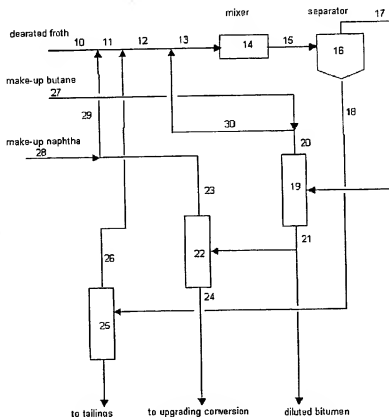 mixer
separator
17
dearated froth
10
11
12
13
14
15
16
make-up butane
27
18
29
30
20
make-up naphtha
28
23
19
26
22
21
24
25
to tailings
to upgrading conversion
diluted bitumen